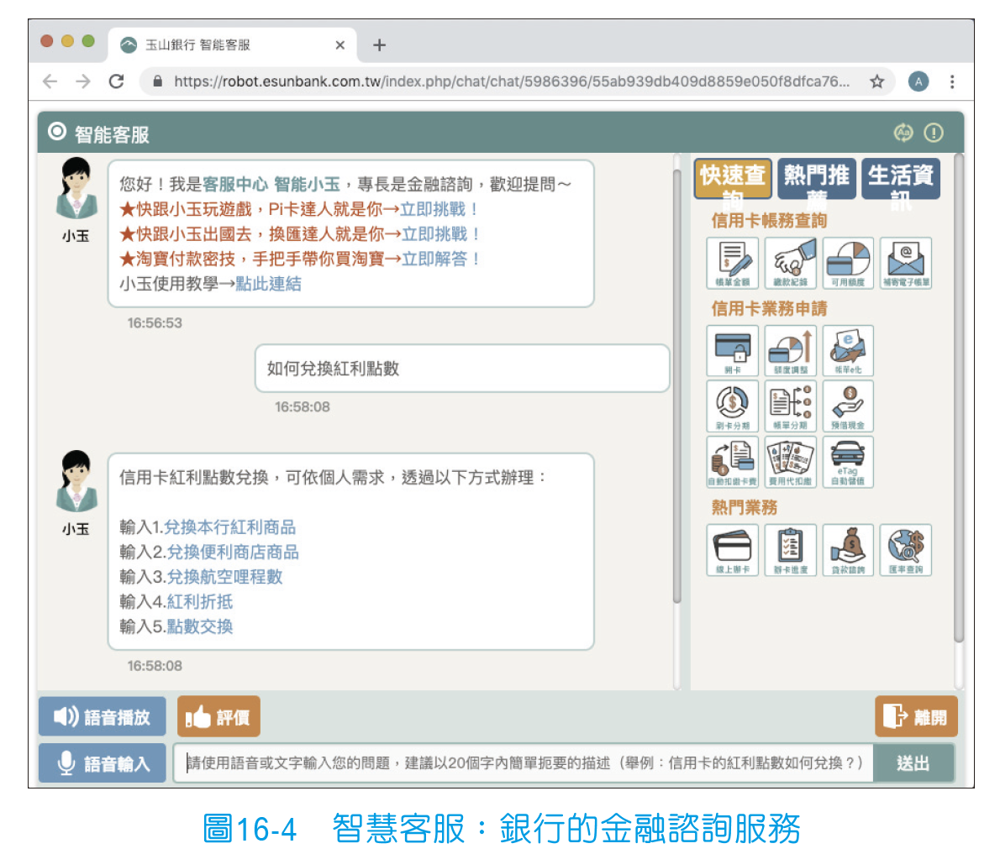 玉山銀行 智能客服
https://robot.esunbank.com.tw/index.php/chat/chat/5986396/55ab939db409d8859e050f8dfca76...
A
智能客服
Aa
您好！我是客服中心 智能小玉，專長是金融諮詢，歡迎提問～
★快跟小玉玩遊戲，Pi卡達人就是你→立即挑戰！
★快跟小玉出國去，換匯達人就是你→立即挑戰！
★淘寶付款密技，手把手帶你買淘寶→立即解答！
小玉使用教學→點此連結
小玉
16:56:53
如何兌換紅利點數
16:58:08
信用卡紅利點數兌換，可依個人需求，透過以下方式辦理：
輸入1.兌換本行紅利商品
輸入2.兌換便利商店商品
輸入3.兌換航空哩程數
輸入4.紅利折抵
輸入5.點數交換
小玉
16:58:08
快速查詢
熱門推薦
生活資訊
信用卡帳務查詢
帳單金額
繳款紀錄
可用額度
補寄電子帳單
信用卡業務申請
開卡
額度調整
帳單e化
刷卡分期
帳單分期
預借現金
自動扣繳卡費
費用代扣繳
eTag
自動儲值
熱門業務
線上辦卡
辦卡進度
貸款諮詢
匯率查詢
語音播放
評價
離開
語音輸入
請使用語音或文字輸入您的問題，建議以20個字內簡單扼要的描述（舉例：信用卡的紅利點數如何兌換？）
送出
圖16-4　智慧客服：銀行的金融諮詢服務